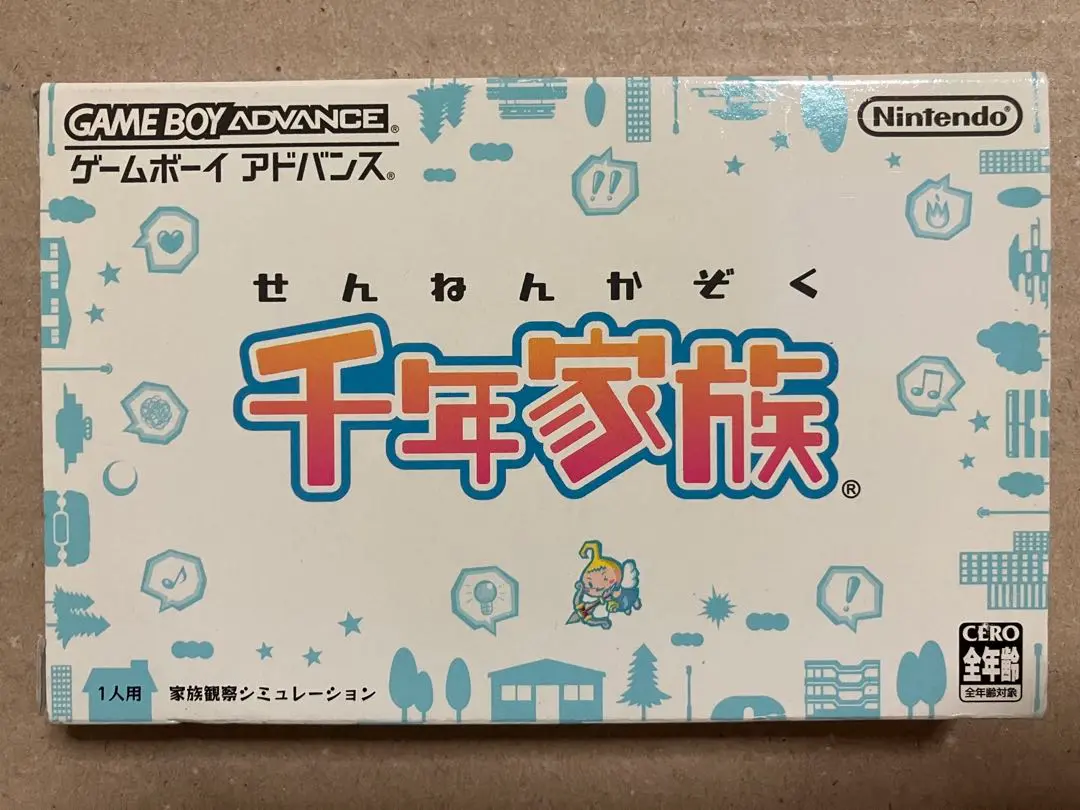 GAME BOY ADVANCE®
ゲームボーイ アドバンス®
Nintendo®
!!
せんねんかぞく
千年家族®
!
1人用 家族観察シミュレーション
CERO
全年齢
全年齢対象